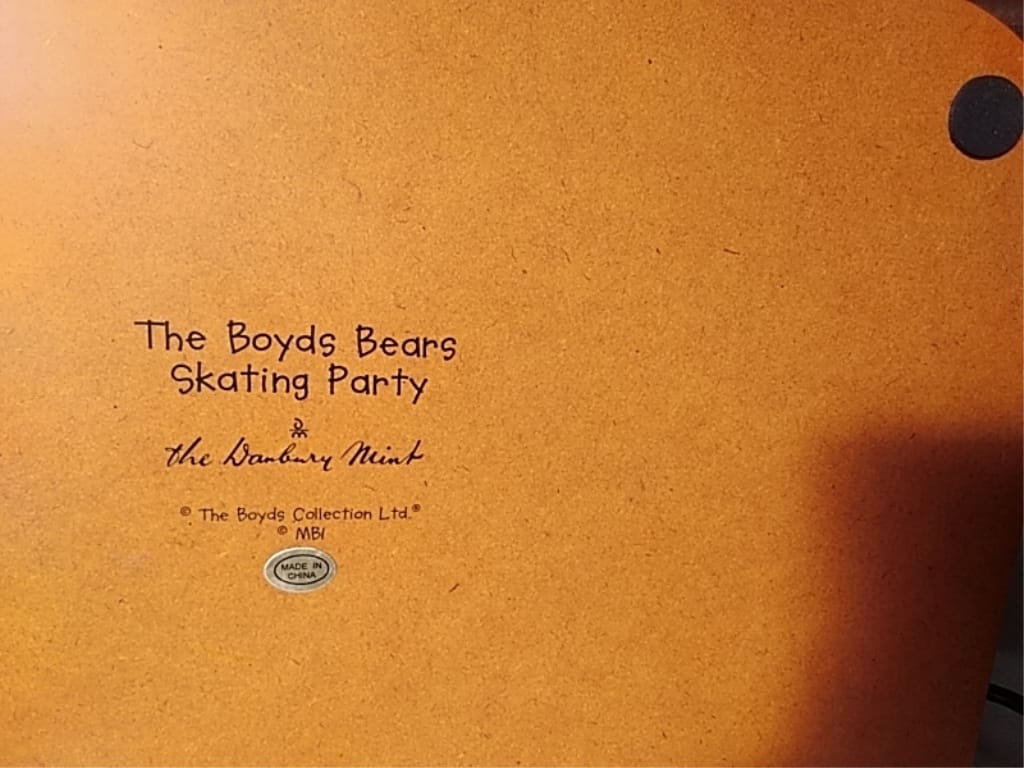 The Boyds Bears
Skating Party
the Danbury Mint
© The Boyds Collection Ltd.®
© MBI
MADE IN
CHINA